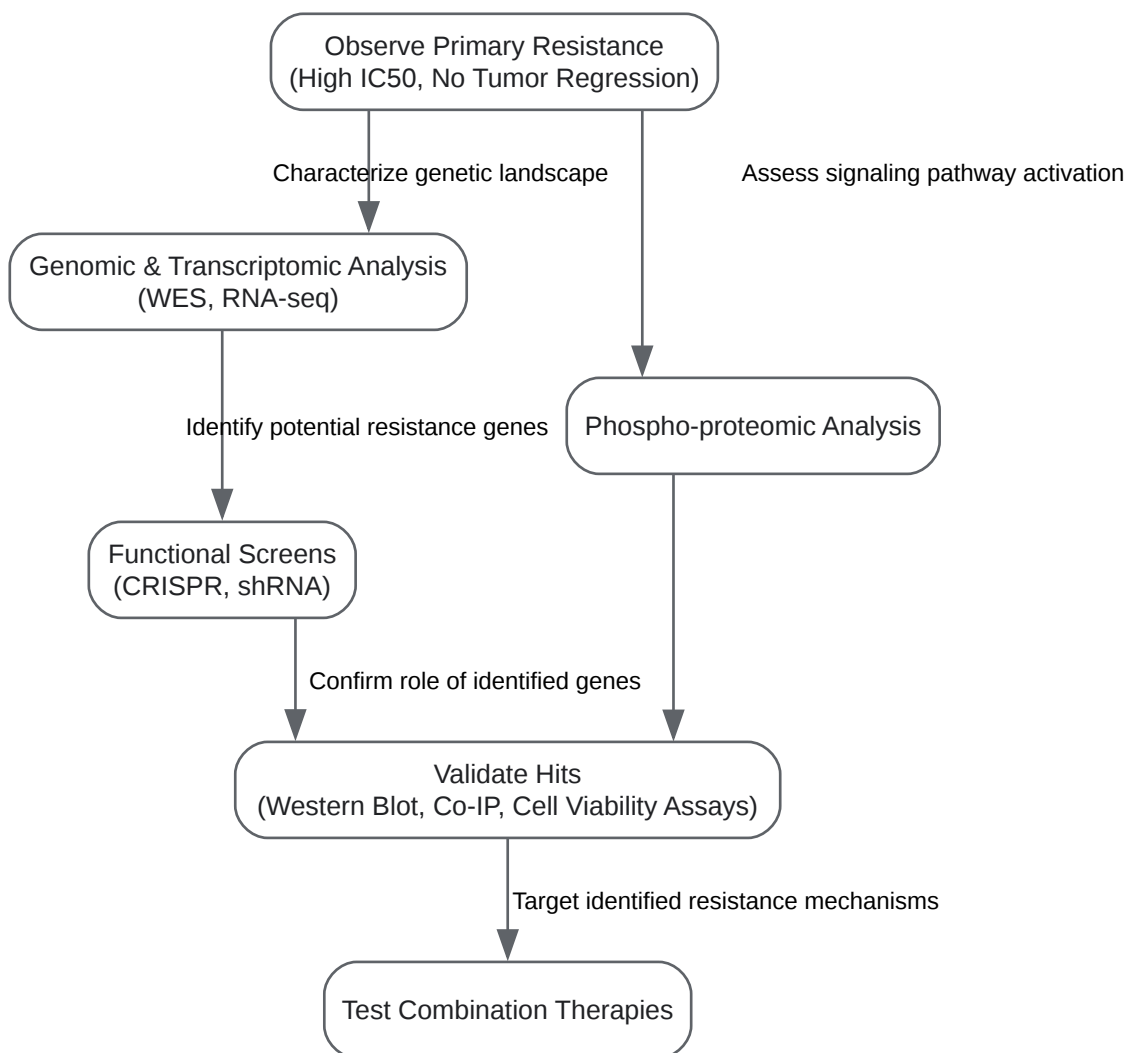 Observe Primary Resistance
(High IC50, No Tumor Regression)
Characterize genetic landscape
Assess signaling pathway activation
Genomic & Transcriptomic Analysis
(WES, RNA-seq)
Identify potential resistance genes
Phospho-proteomic Analysis
Functional Screens
(CRISPR, shRNA)
Confirm role of identified genes
Validate Hits
(Western Blot, Co-IP, Cell Viability Assays)
Target identified resistance mechanisms
Test Combination Therapies